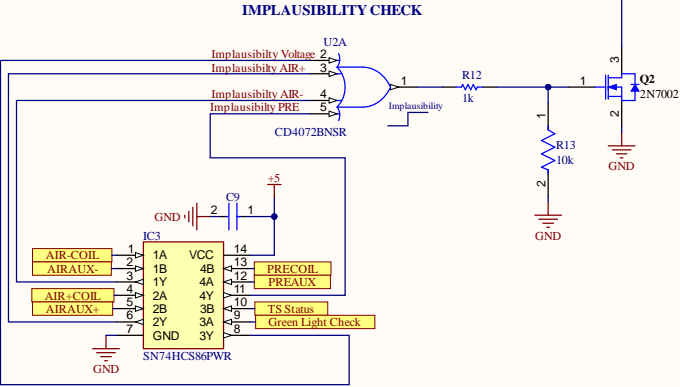 IMPLAUSIBILITY CHECK
U2A
Implausibilty Voltage 2
Implausibilty AIR+ 3
Implausibilty AIR- 4
Implausibilty PRE 5
1
CD4072BNSR
Implausibility
R12
1k
3
1
Q2
2N7002
2
GND
1
R13
10k
2
GND
+5
C9
GND 2 1
IC3
AIR-COIL 1 1A VCC 14
AIRAUX- 2 1B 4B 13 PRECOIL
3 1Y 4A 12 PREAUX
AIR+COIL 4 2A 4Y 11
AIRAUX+ 5 2B 3B 10 TS Status
6 2Y 3A 9 Green Light Check
7 GND 3Y 8
SN74HCS86PWR
GND